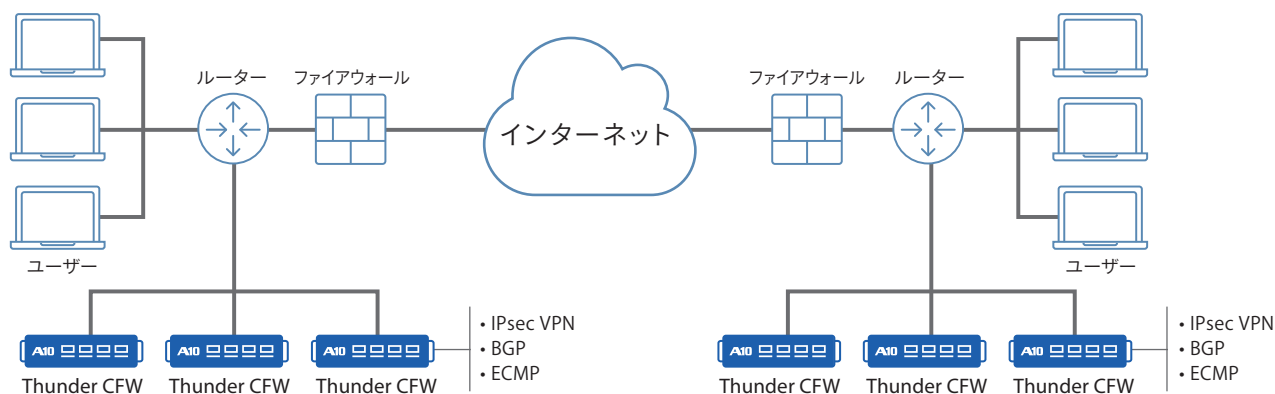 ルーター
ファイアウォール
インターネット
ファイアウォール
ルーター
ユーザー
ユーザー
A10
A10
A10
A10
A10
A10
Thunder CFW
Thunder CFW
Thunder CFW
• IPsec VPN
• BGP
• ECMP
Thunder CFW
Thunder CFW
Thunder CFW
• IPsec VPN
• BGP
• ECMP